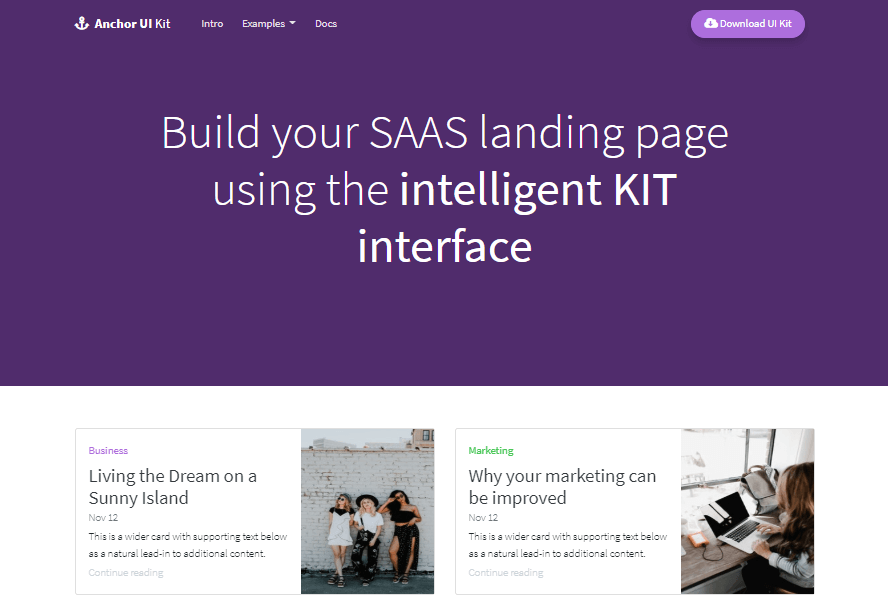 Anchor UI Kit
Intro
Examples
Docs
Download UI Kit
Build your SAAS landing page
using the intelligent KIT
interface
Business
Living the Dream on a
Sunny Island
Nov 12
This is a wider card with supporting text below
as a natural lead-in to additional content.
Continue reading
Marketing
Why your marketing can
be improved
Nov 12
This is a wider card with supporting text below
as a natural lead-in to additional content.
Continue reading